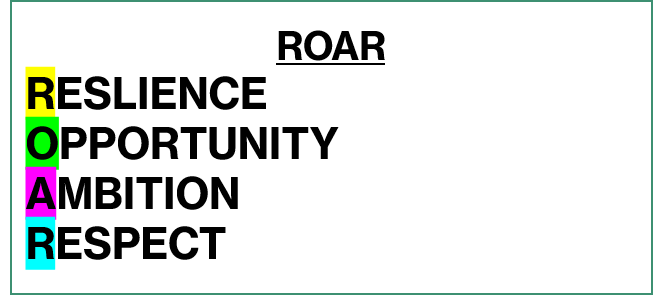 ROAR
RESLIENCE
OPPORTUNITY
AMBITION
RESPECT